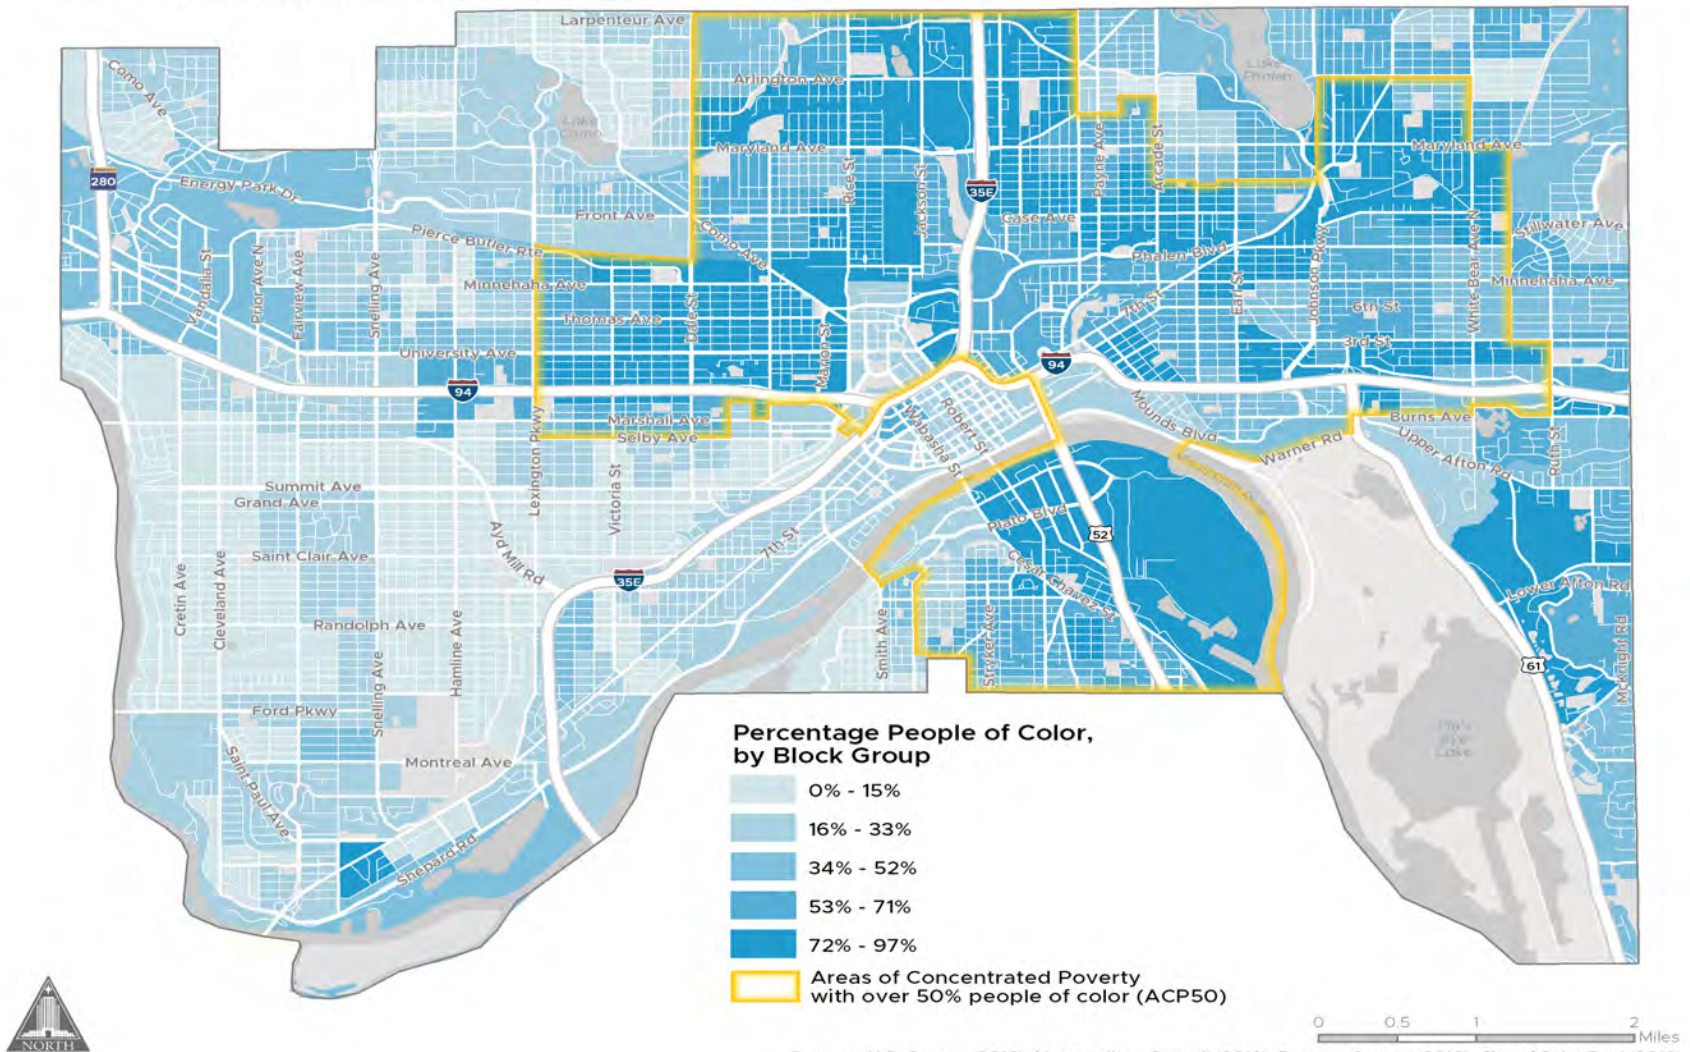 Larpenteur Ave
Como Ave
Lake Phalen
Arlington Ave
Lake Como
Maryland Ave
Maryland Ave
280
Energy Park Dr
35E
Rice St
Jackson St
Payne Ave
Arcade St
Front Ave
Case Ave
Stillwater Ave
Pierce Butler Rte
Como Ave
Phalen Blvd
Johnson Pkwy
White Bear Ave N
Vandalia St
Prior Ave N
Fairview Ave
Snelling Ave
Minnehaha Ave
Minnehaha Ave
Dale St
7th St
Earl St
6th St
Thomas Ave
3rd St
Marion St
University Ave
94
94
Lexington Pkwy
Marshall Ave
Selby Ave
Wabasha St
Robert St
Mounds Blvd
Burns Ave
Warner Rd
Upper Afton Rd
Ruth St
Summit Ave
Grand Ave
Victoria St
Ayd Mill Rd
Plato Blvd
52
7th St
Saint Clair Ave
35E
Cesar Chavez St
Lower Afton Rd
Cretin Ave
Cleveland Ave
Randolph Ave
Hamline Ave
Smith Ave
Stryker Ave
61
McKnight Rd
Snelling Ave
Ford Pkwy
Saint Paul Ave
Montreal Ave
Shepard Rd
Pig's Eye Lake
Percentage People of Color,
by Block Group
0% - 15%
16% - 33%
34% - 52%
53% - 71%
72% - 97%
Areas of Concentrated Poverty
with over 50% people of color (ACP50)
NORTH
0 0.5 1 2
Miles